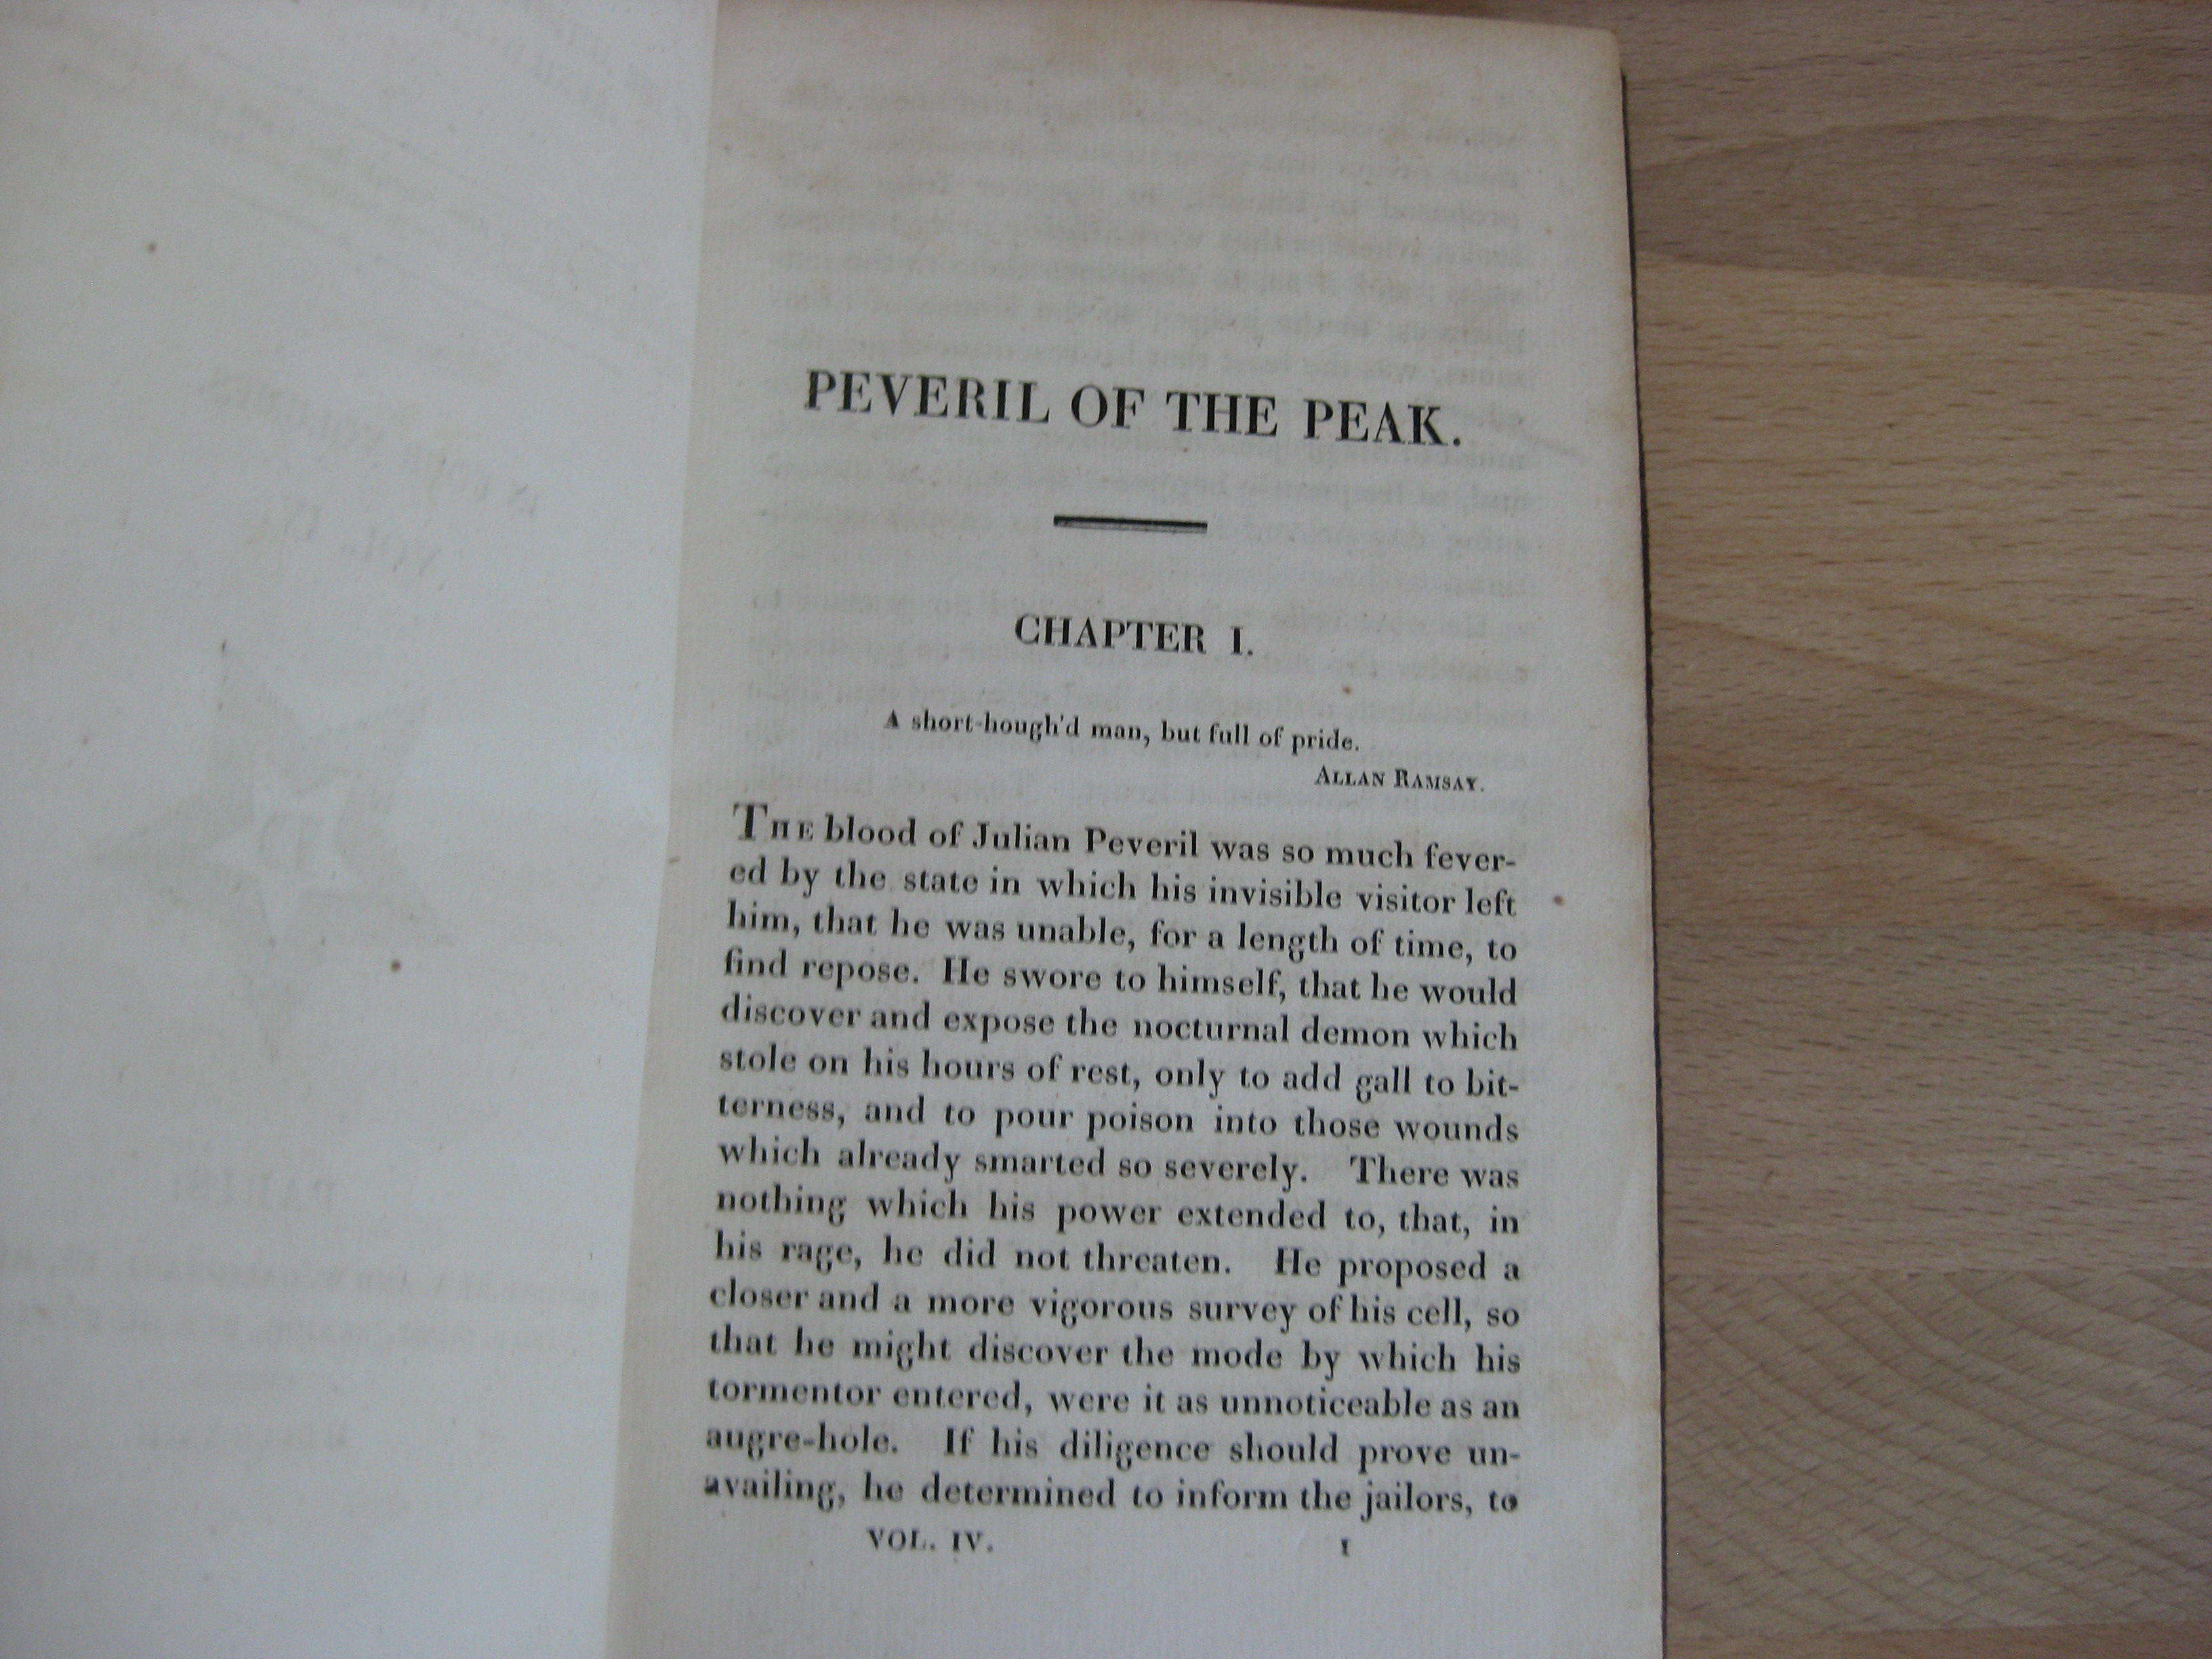 PEVERIL OF THE PEAK.
CHAPTER I.
A short-hough'd man, but full of pride.
ALLAN RAMSAY.
THE blood of Julian Peveril was so much fever-
ed by the state in which his invisible visitor left
him, that he was unable, for a length of time, to
find repose. He swore to himself, that he would
discover and expose the nocturnal demon which
stole on his hours of rest, only to add gall to bit-
terness, and to pour poison into those wounds
which already smarted so severely. There was
nothing which his power extended to, that, in
his rage, he did not threaten. He proposed a
closer and a more vigorous survey of his cell, so
that he might discover the mode by which his
tormentor entered, were it as unnoticeable as an
augre-hole. If his diligence should prove un-
availing, he determined to inform the jailors, to
VOL. IV. 1